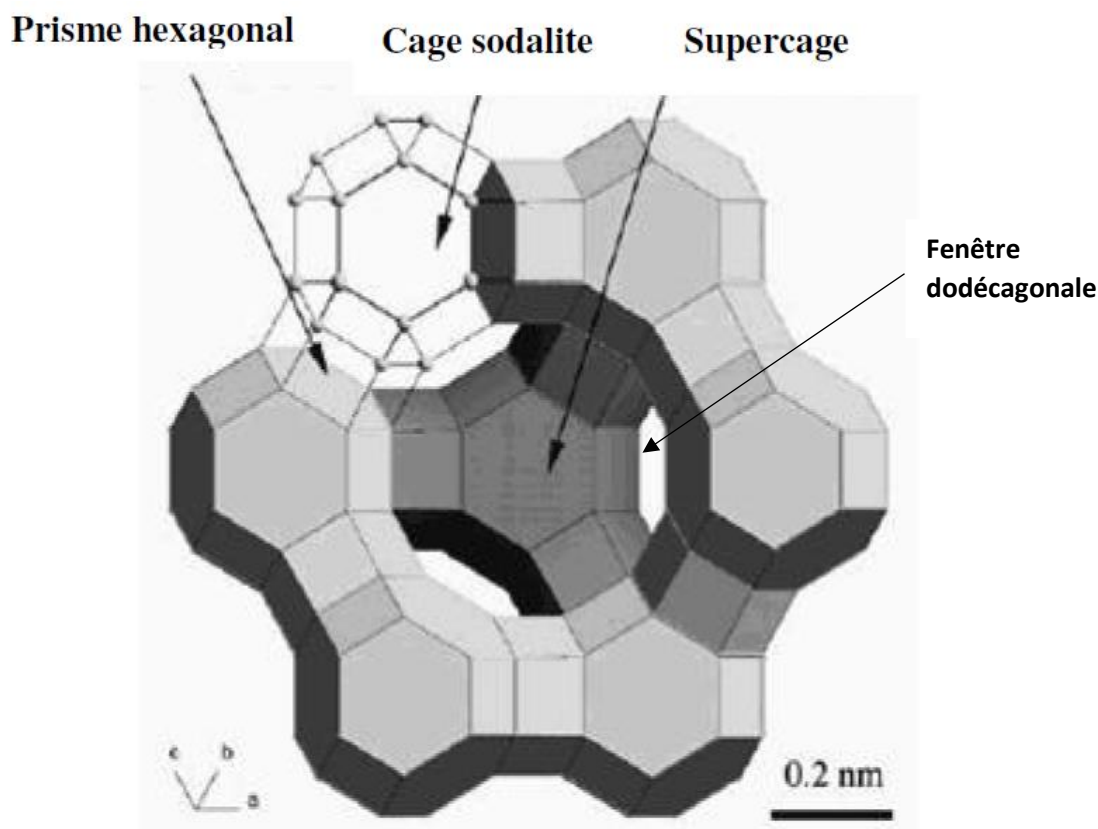 Prisme hexagonal
Cage sodalite
Supercage
Fenêtre
dodécagonale
c b
a
0.2 nm